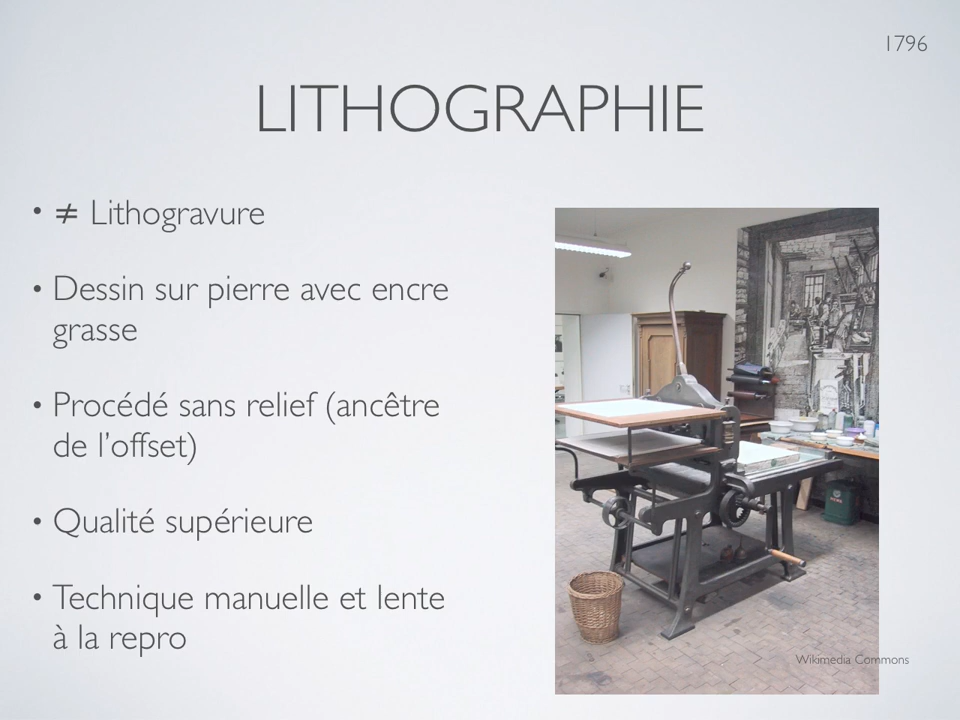 1796
LITHOGRAPHIE
• ≠ Lithogravure
• Dessin sur pierre avec encre
grasse
• Procédé sans relief (ancêtre
de l’offset)
• Qualité supérieure
• Technique manuelle et lente
à la repro
Wikimedia Commons